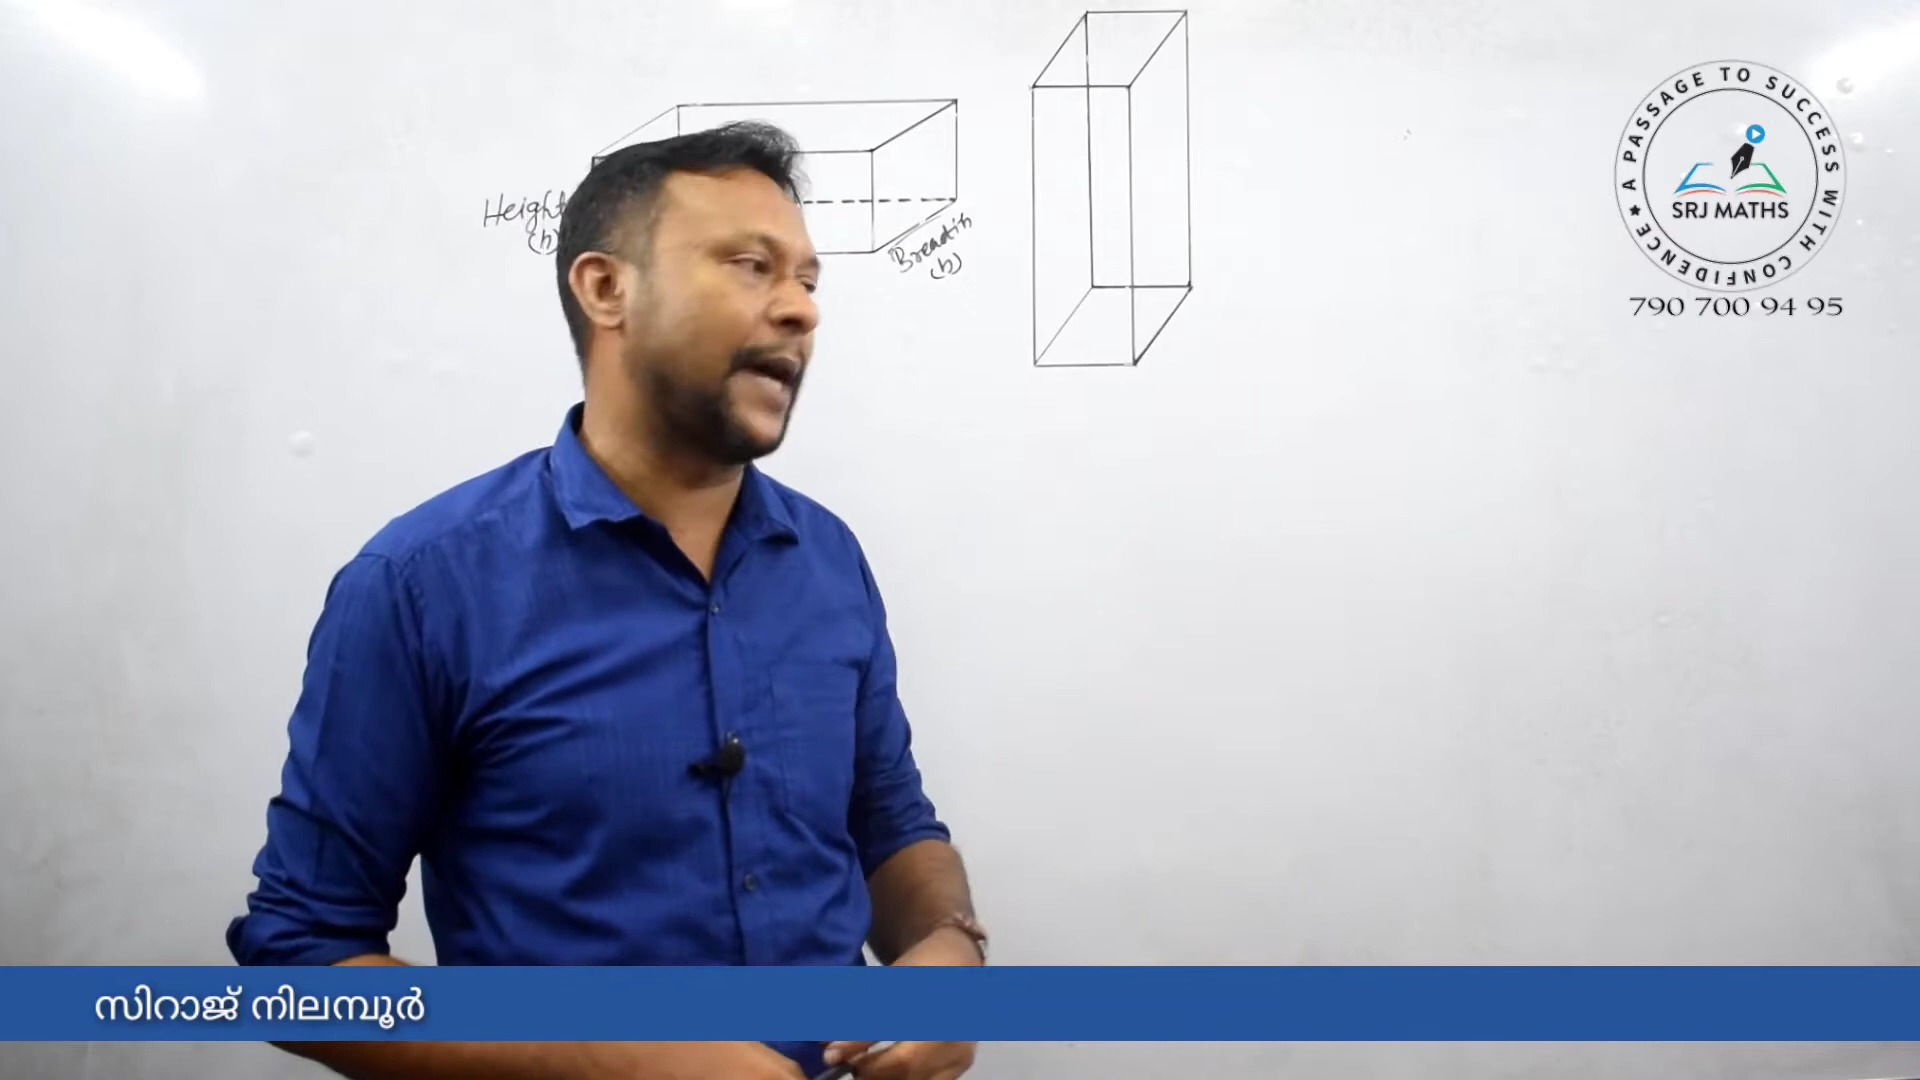 Height
(h)
Breadth
(b)
A PASSAGE TO SUCCESS WITH CONFIDENCE ★
SRJ MATHS
790 700 94 95
സിറാജ് നിലമ്പൂർ